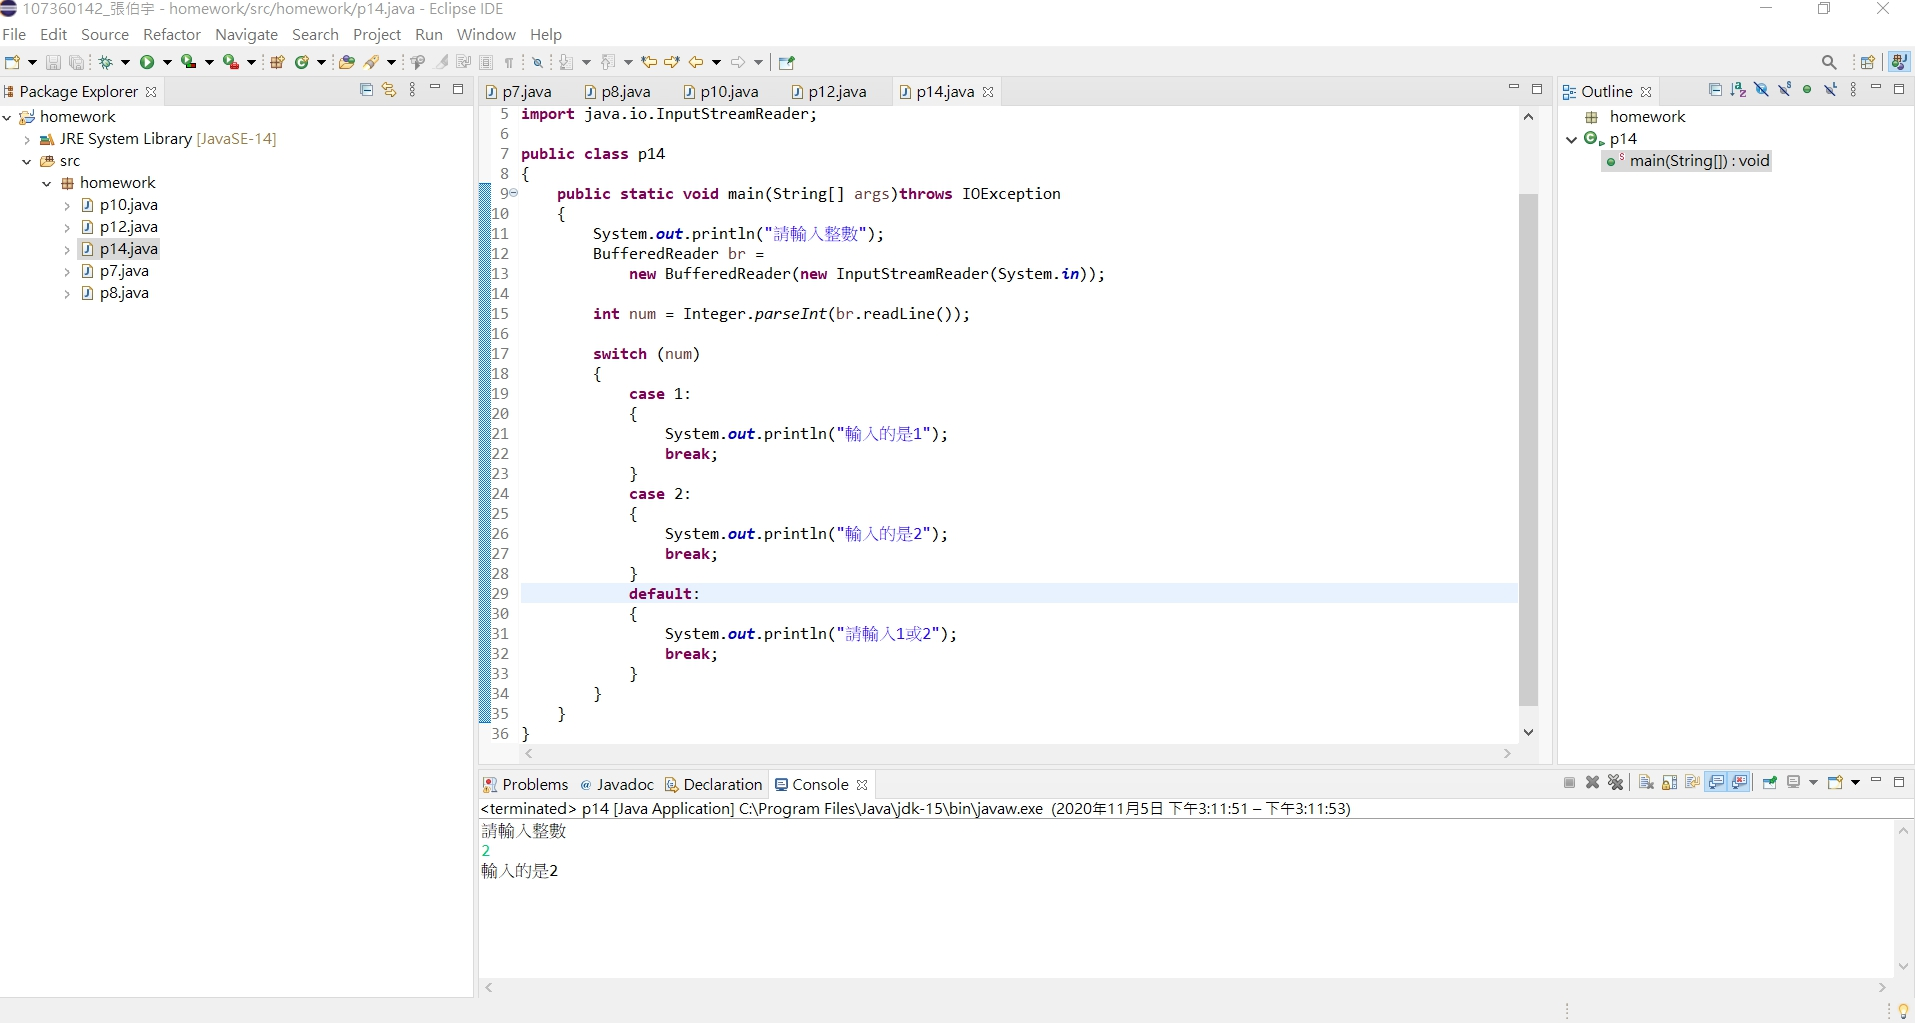 107360142_張伯宇 - homework/src/homework/p14.java - Eclipse IDE
File Edit Source Refactor Navigate Search Project Run Window Help
Package Explorer
homework
JRE System Library [JavaSE-14]
src
homework
p10.java
p12.java
p14.java
p7.java
p8.java
p7.java p8.java p10.java p12.java p14.java
5 import java.io.InputStreamReader;
6
7 public class p14
8 {
9 public static void main(String[] args)throws IOException
10 {
11 System.out.println("請輸入整數");
12 BufferedReader br =
13 new BufferedReader(new InputStreamReader(System.in));
14
15 int num = Integer.parseInt(br.readLine());
16
17 switch (num)
18 {
19 case 1:
20 {
21 System.out.println("輸入的是1");
22 break;
23 }
24 case 2:
25 {
26 System.out.println("輸入的是2");
27 break;
28 }
29 default:
30 {
31 System.out.println("請輸入1或2");
32 break;
33 }
34 }
35 }
36 }
Outline
homework
p14
main(String[]) : void
Problems @ Javadoc Declaration Console
<terminated> p14 [Java Application] C:\Program Files\Java\jdk-15\bin\javaw.exe (2020年11月5日 下午3:11:51 – 下午3:11:53)
請輸入整數
2
輸入的是2